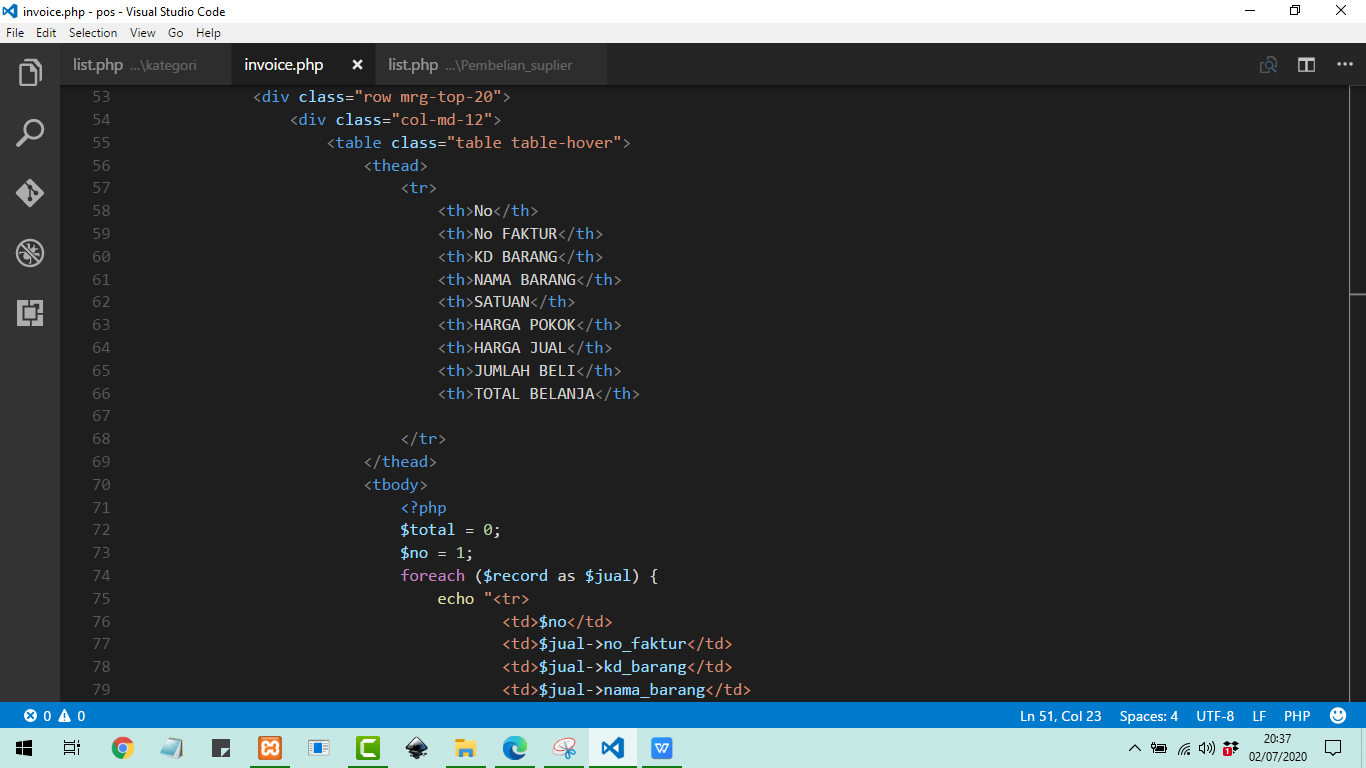 invoice.php - pos - Visual Studio Code
File Edit Selection View Go Help
list.php ...\kategori invoice.php list.php ...\Pembelian_suplier
53 <div class="row mrg-top-20">
54 <div class="col-md-12">
55 <table class="table table-hover">
56 <thead>
57 <tr>
58 <th>No</th>
59 <th>No FAKTUR</th>
60 <th>KD BARANG</th>
61 <th>NAMA BARANG</th>
62 <th>SATUAN</th>
63 <th>HARGA POKOK</th>
64 <th>HARGA JUAL</th>
65 <th>JUMLAH BELI</th>
66 <th>TOTAL BELANJA</th>
67
68 </tr>
69 </thead>
70 <tbody>
71 <?php
72 $total = 0;
73 $no = 1;
74 foreach ($record as $jual) {
75 echo "<tr>
76 <td>$no</td>
77 <td>$jual->no_faktur</td>
78 <td>$jual->kd_barang</td>
79 <td>$jual->nama_barang</td>
0 0 Ln 51, Col 23 Spaces: 4 UTF-8 LF PHP
20:37
02/07/2020